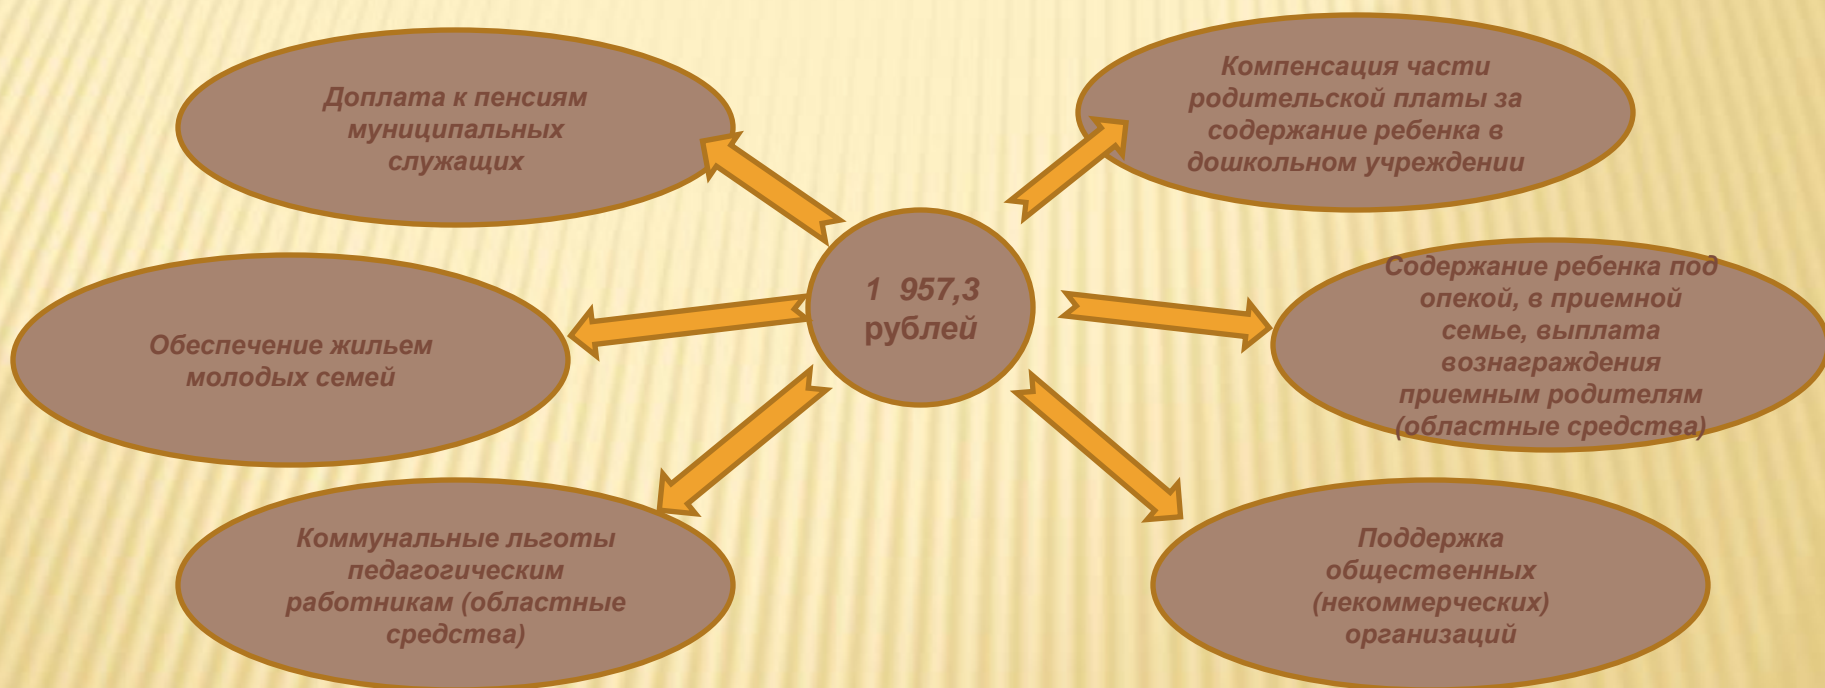 Доплата к пенсиям
муниципальных
служащих
Компенсация части
родительской платы за
содержание ребенка в
дошкольном учреждении
1 957,3
рублей
Обеспечение жильем
молодых семей
Содержание ребенка под
опекой, в приемной
семье, выплата
вознаграждения
приемным родителям
(областные средства)
Коммунальные льготы
педагогическим
работникам (областные
средства)
Поддержка
общественных
(некоммерческих)
организаций